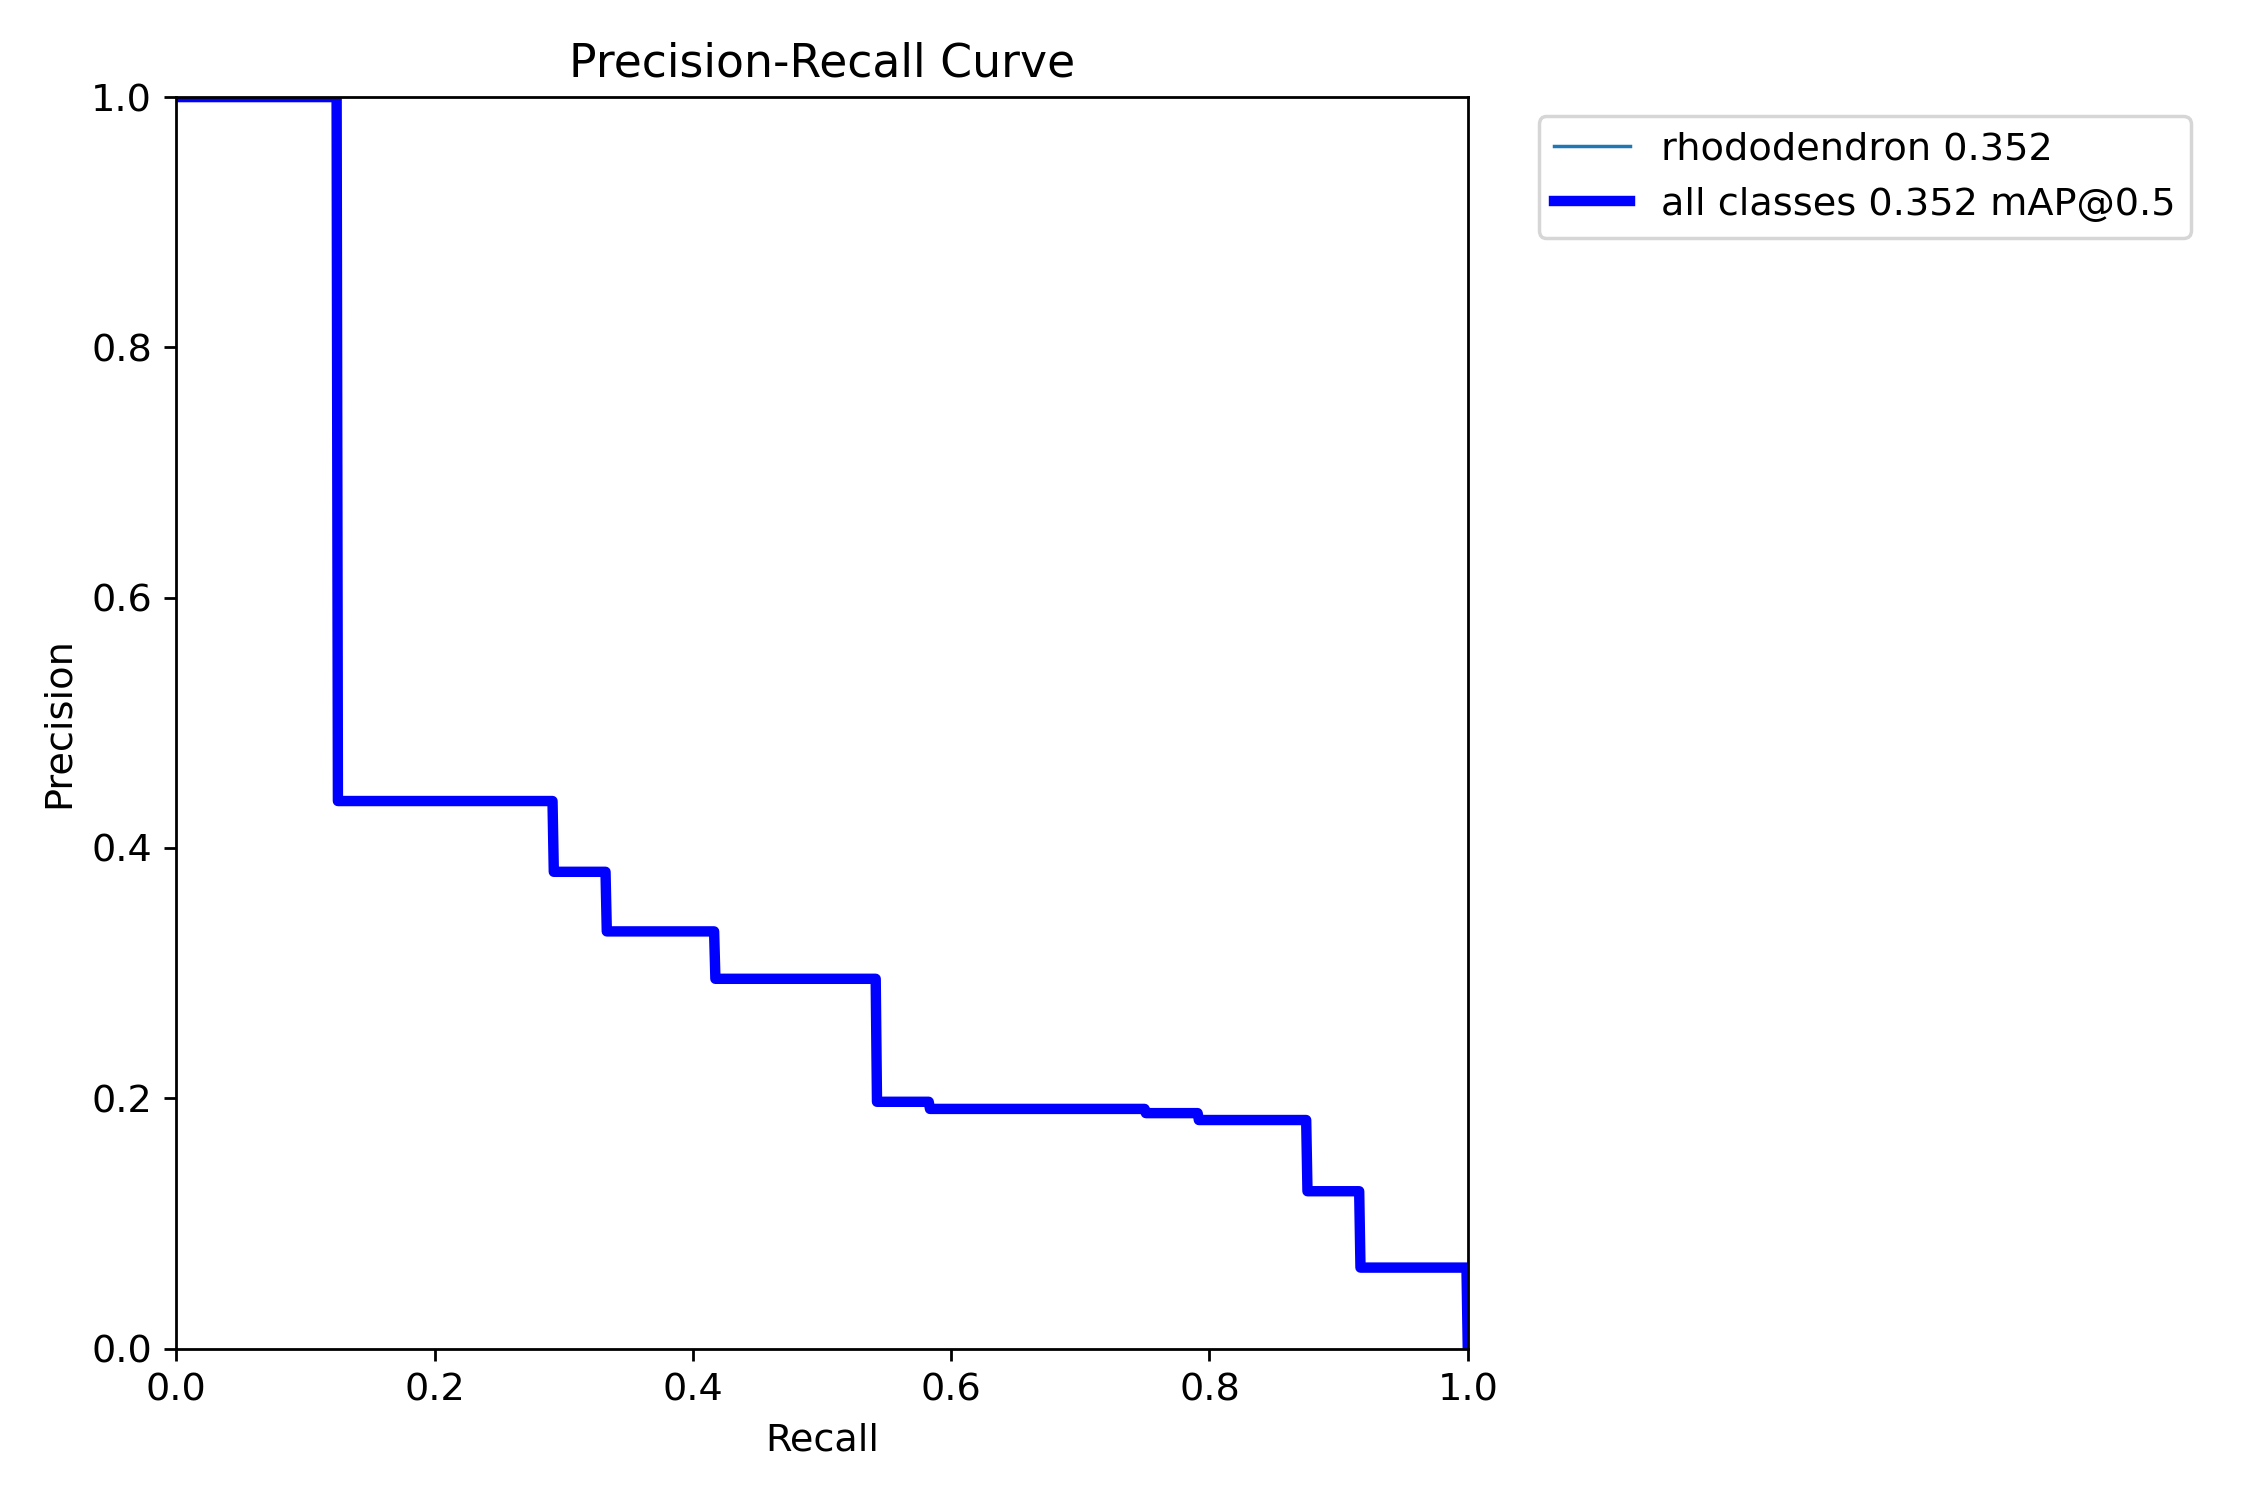 Precision-Recall Curve
1.0
0.8
0.6
0.4
0.2
0.0
Precision
0.0 0.2 0.4 0.6 0.8 1.0
Recall
rhododendron 0.352
all classes 0.352 mAP@0.5